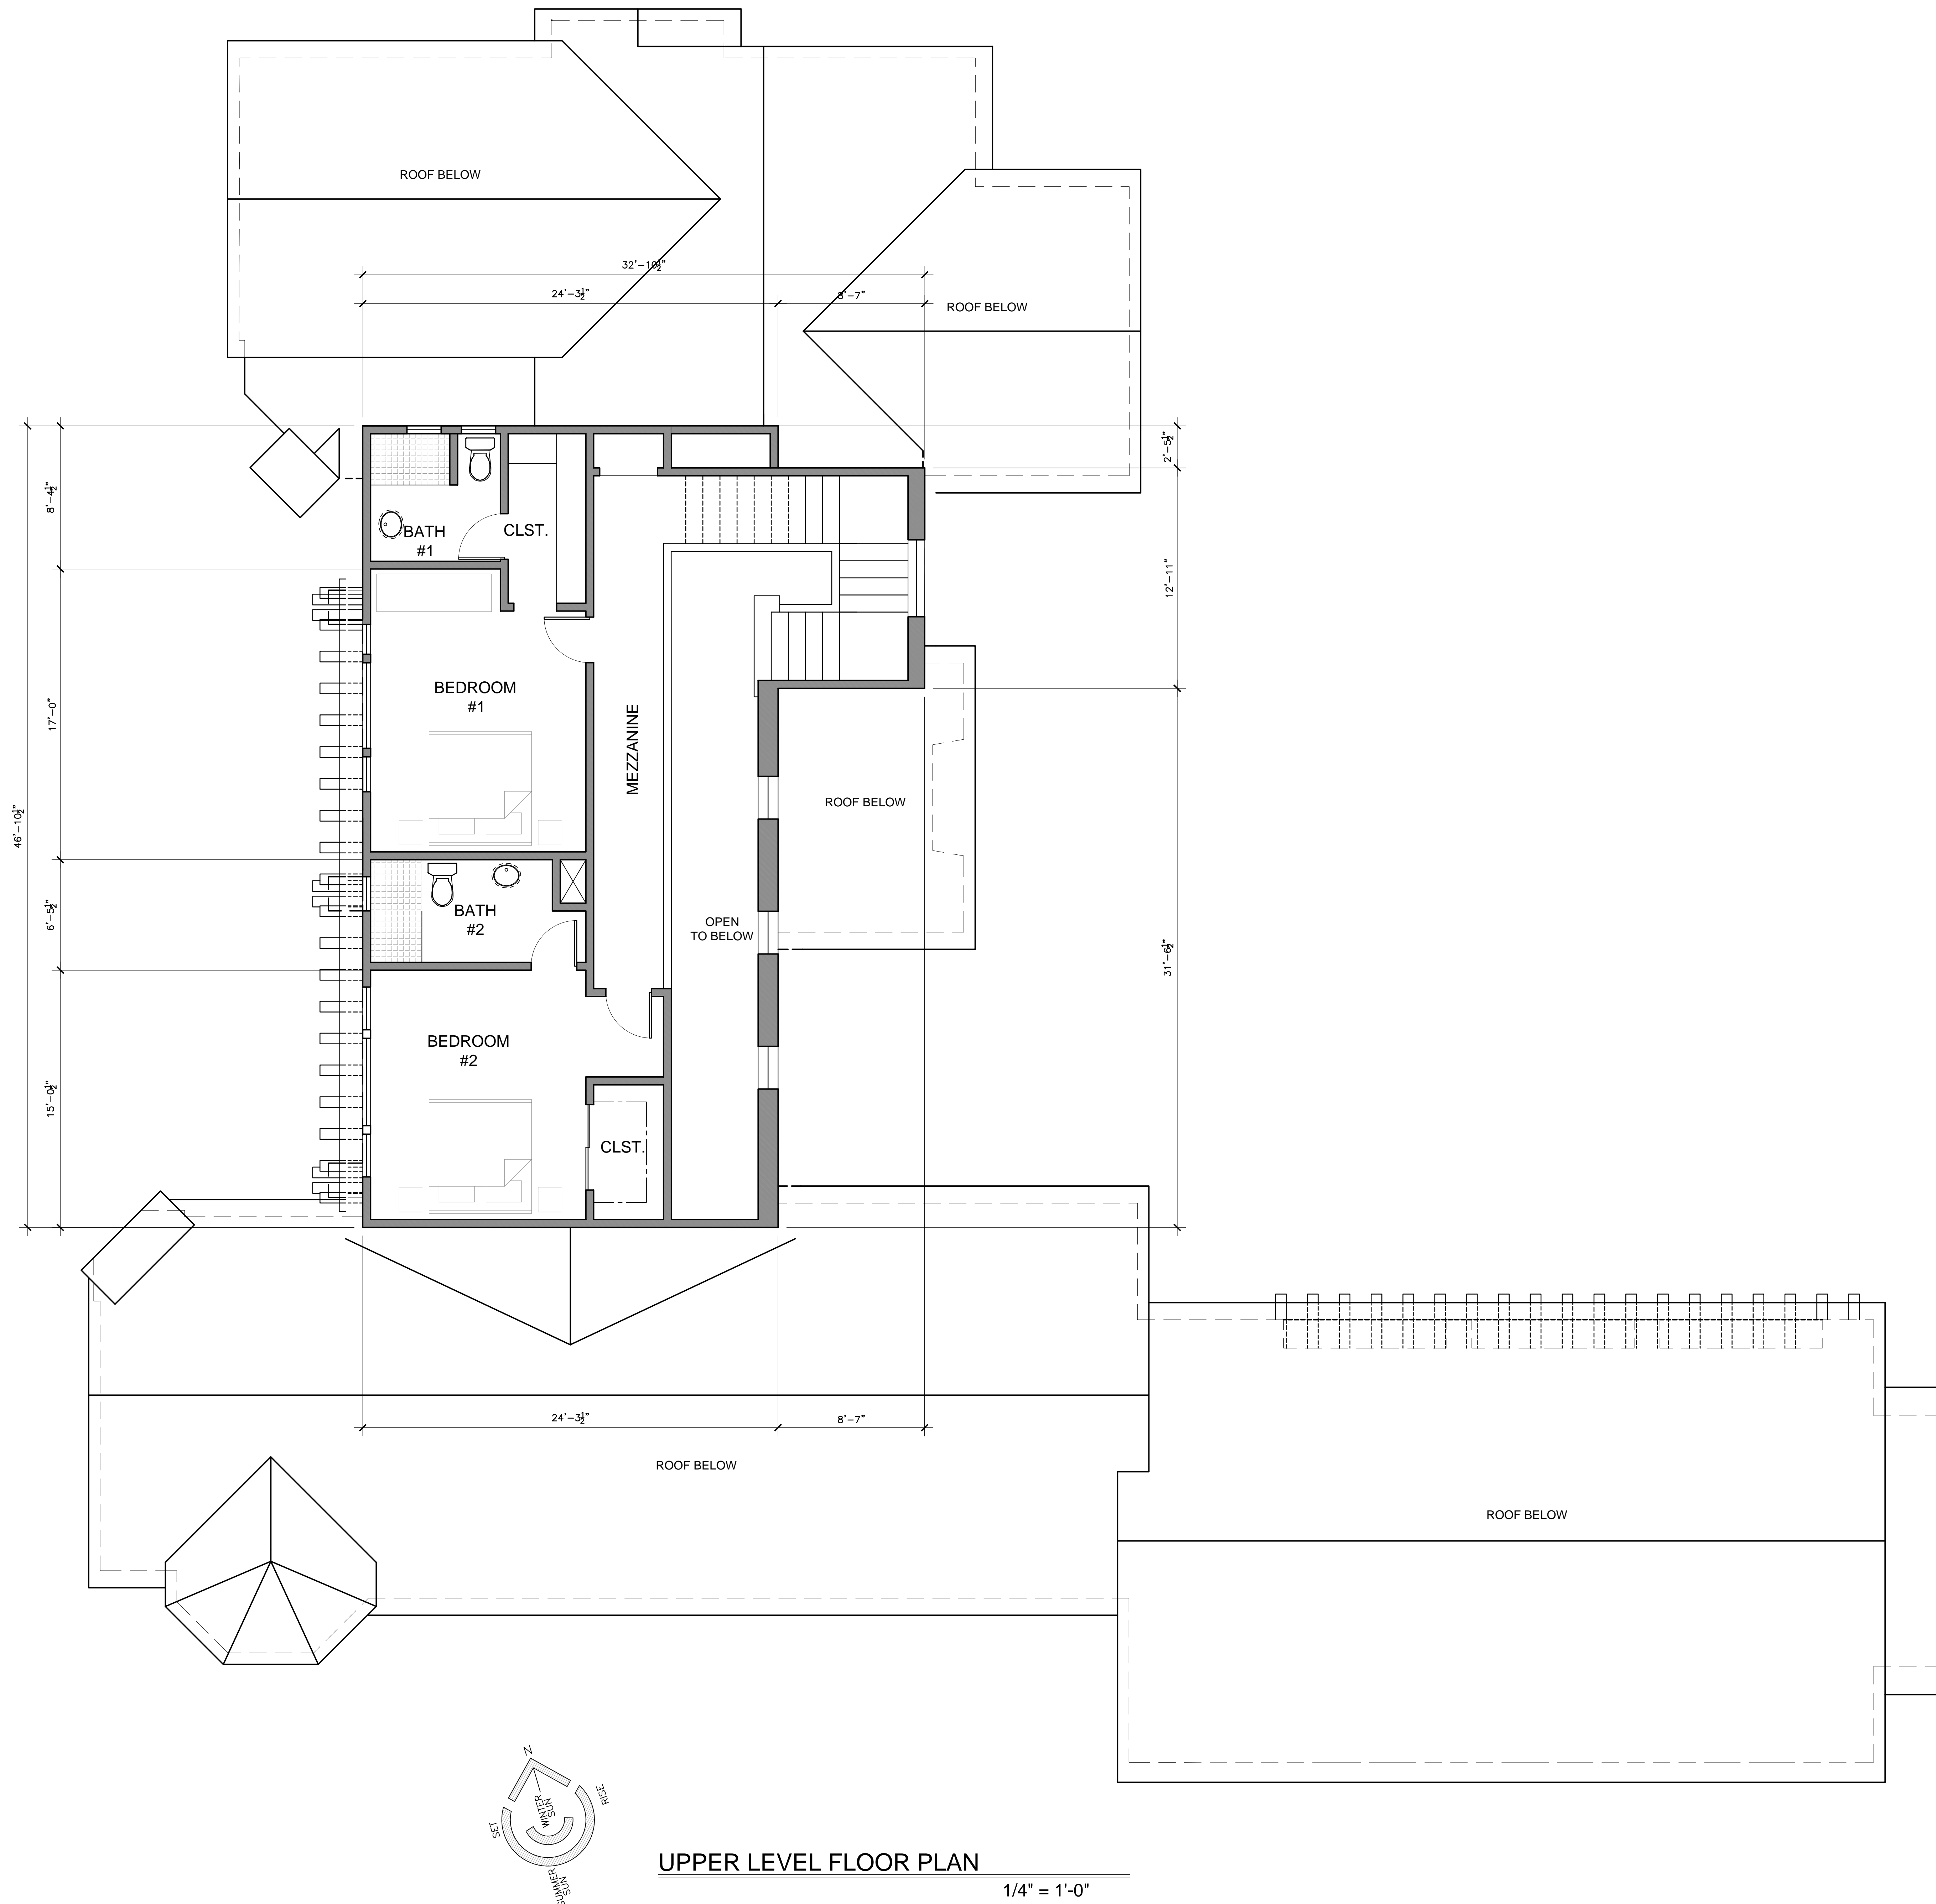 ROOF BELOW
32'-10½"
24'-3½"
8'-7"
ROOF BELOW
2'-5½"
8'-4½"
BATH
#1
CLST.
12'-11"
BEDROOM
#1
17'-0"
MEZZANINE
46'-10½"
ROOF BELOW
BATH
#2
OPEN
TO BELOW
6'-5½"
31'-6½"
BEDROOM
#2
15'-0½"
CLST.
24'-3½"
8'-7"
ROOF BELOW
ROOF BELOW
N
RISE
WINTER
SUN
SET
SUMMER
SUN
UPPER LEVEL FLOOR PLAN
1/4" = 1'-0"